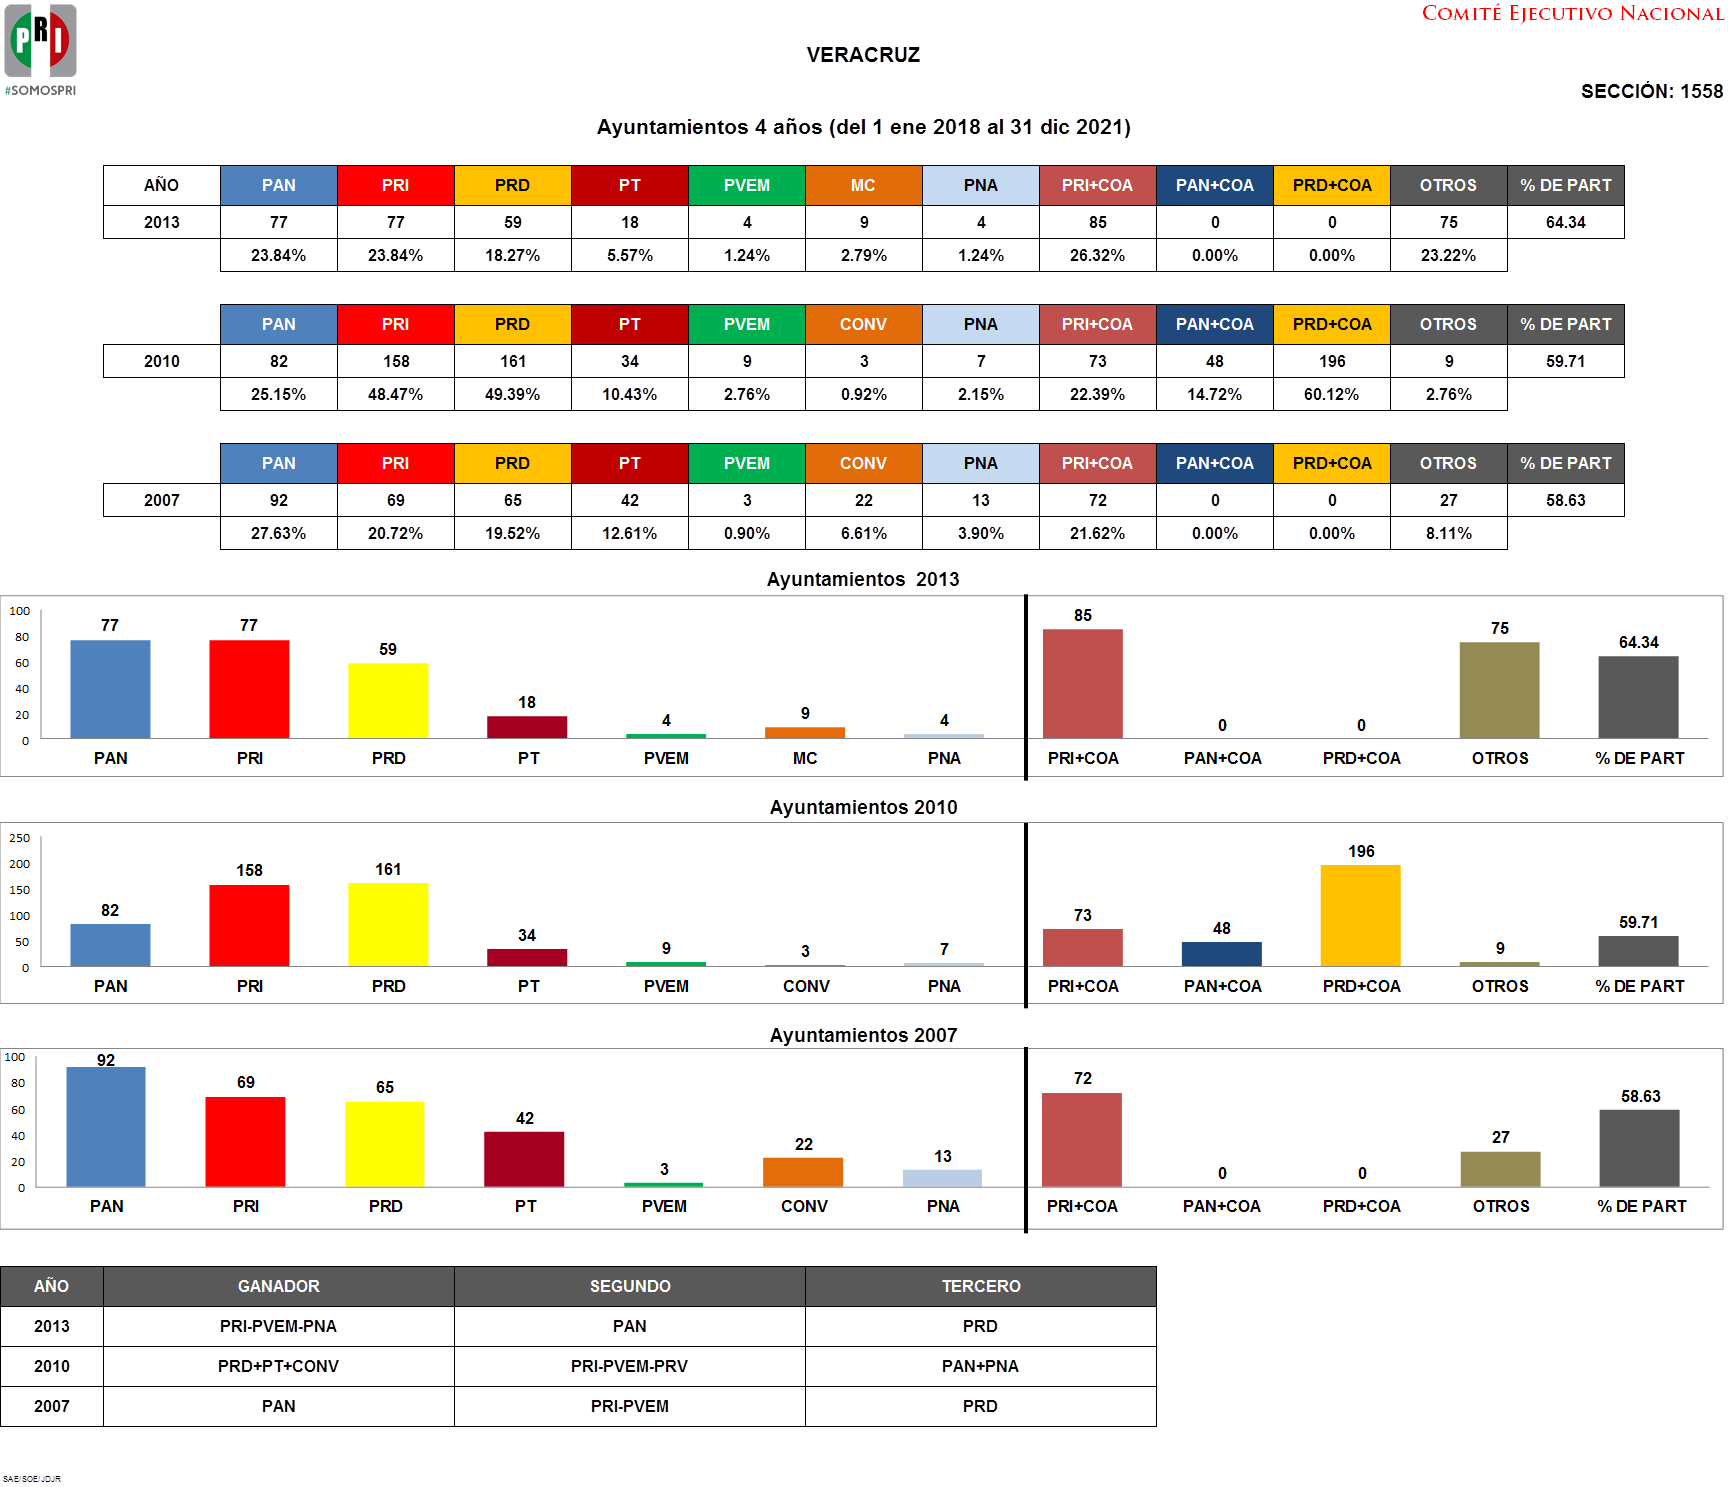 PRI
#SOMOSPRI
COMITÉ EJECUTIVO NACIONAL
VERACRUZ
SECCIÓN: 1558
Ayuntamientos 4 años (del 1 ene 2018 al 31 dic 2021)
AÑO PAN PRI PRD PT PVEM MC PNA PRI+COA PAN+COA PRD+COA OTROS % DE PART
2013 77 77 59 18 4 9 4 85 0 0 75 64.34
23.84% 23.84% 18.27% 5.57% 1.24% 2.79% 1.24% 26.32% 0.00% 0.00% 23.22%
PAN PRI PRD PT PVEM CONV PNA PRI+COA PAN+COA PRD+COA OTROS % DE PART
2010 82 158 161 34 9 3 7 73 48 196 9 59.71
25.15% 48.47% 49.39% 10.43% 2.76% 0.92% 2.15% 22.39% 14.72% 60.12% 2.76%
PAN PRI PRD PT PVEM CONV PNA PRI+COA PAN+COA PRD+COA OTROS % DE PART
2007 92 69 65 42 3 22 13 72 0 0 27 58.63
27.63% 20.72% 19.52% 12.61% 0.90% 6.61% 3.90% 21.62% 0.00% 0.00% 8.11%
Ayuntamientos 2013
100
80
60
40
20
0
77 77 59 18 4 9 4 85 0 0 75 64.34
PAN PRI PRD PT PVEM MC PNA PRI+COA PAN+COA PRD+COA OTROS % DE PART
Ayuntamientos 2010
250
200
150
100
50
0
82 158 161 34 9 3 7 73 48 196 9 59.71
PAN PRI PRD PT PVEM CONV PNA PRI+COA PAN+COA PRD+COA OTROS % DE PART
Ayuntamientos 2007
100
80
60
40
20
0
92 69 65 42 3 22 13 72 0 0 27 58.63
PAN PRI PRD PT PVEM CONV PNA PRI+COA PAN+COA PRD+COA OTROS % DE PART
AÑO GANADOR SEGUNDO TERCERO
2013 PRI-PVEM-PNA PAN PRD
2010 PRD+PT+CONV PRI-PVEM-PRV PAN+PNA
2007 PAN PRI-PVEM PRD
SAE/SOE/JDJR